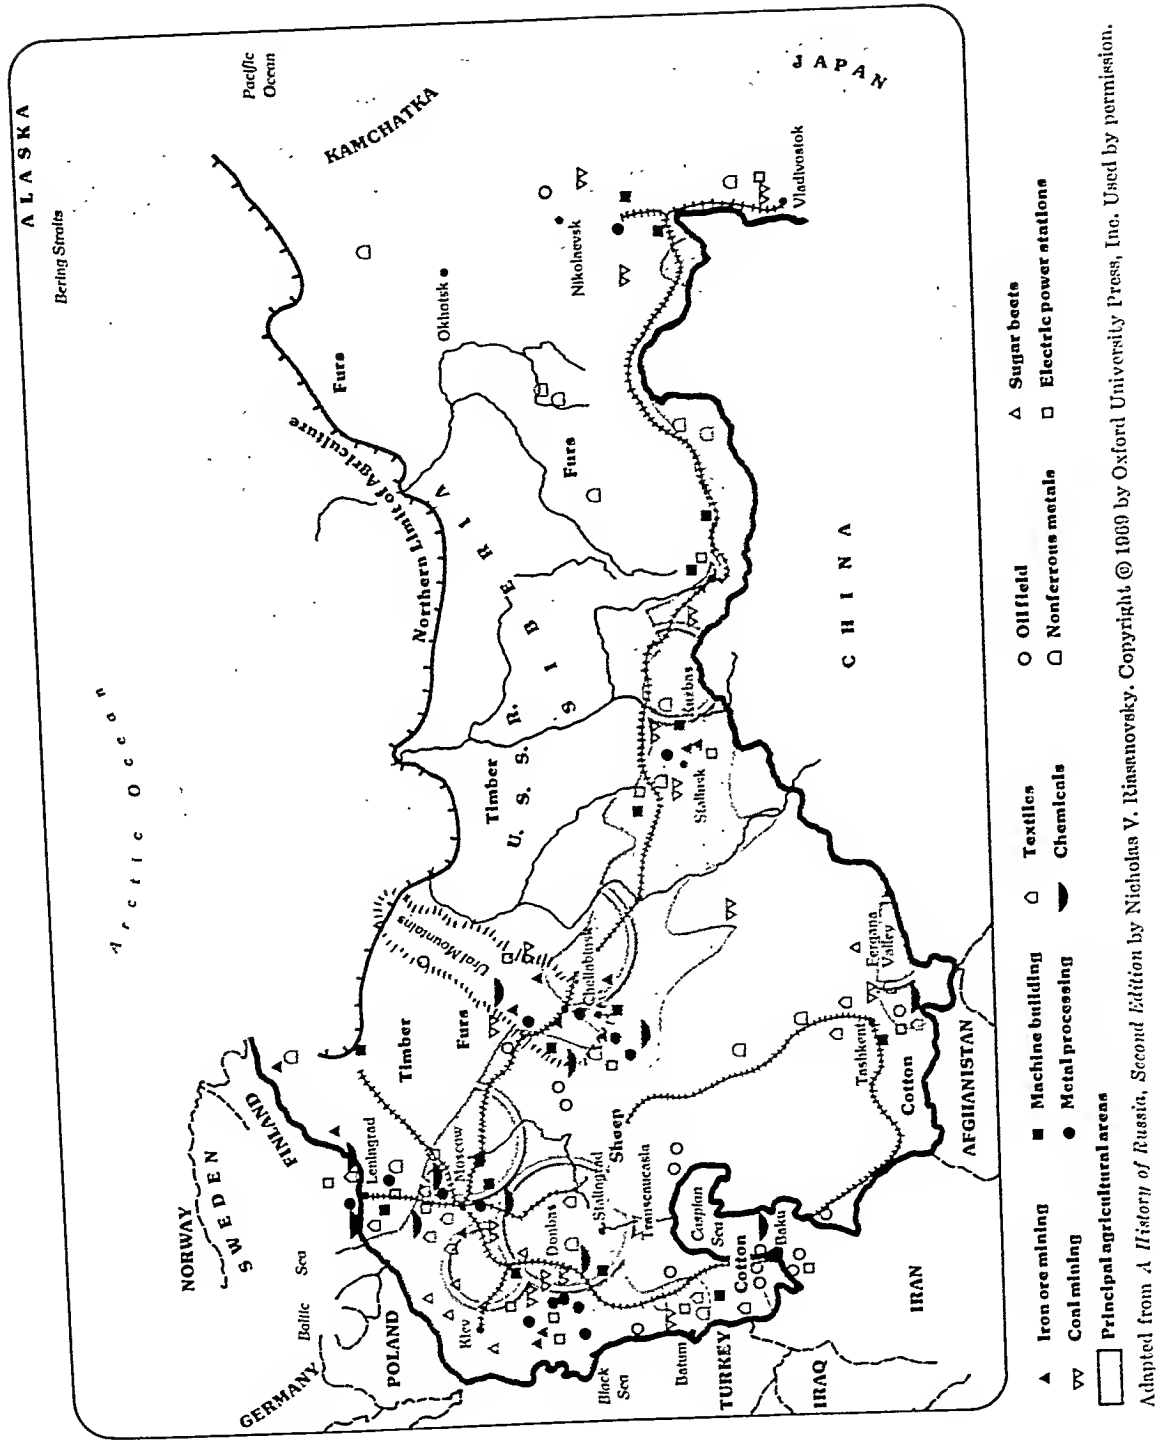 ALASKA
Bering Straits
Pacific
Ocean
KAMCHATKA
JAPAN
Arctic Ocean
Northern Limit of Agriculture
Furs
Okhotsk
Nikolaevsk
Vladivostok
Furs
SIBERIA
U. S. S. R.
Timber
Kuzbas
Stalinsk
CHINA
Ural Mountains
Cheliabinsk
Timber
Furs
NORWAY
SWEDEN
FINLAND
Baltic
Sea
Leningrad
Moscow
GERMANY
POLAND
Kiev
Donbas
Stalingrad
Sheep
Transcaucasia
Black
Sea
Caspian
Sea
Batum
Cotton
Baku
TURKEY
IRAQ
IRAN
Tashkent
Fergana
Valley
Cotton
AFGHANISTAN
Iron ore mining
Machine building
Textiles
Oilfield
Sugar beets
Coal mining
Metal processing
Chemicals
Nonferrous metals
Electric power stations
Principal agricultural areas
Adapted from A History of Russia, Second Edition by Nicholas V. Riasanovsky. Copyright © 1969 by Oxford University Press, Inc. Used by permission.